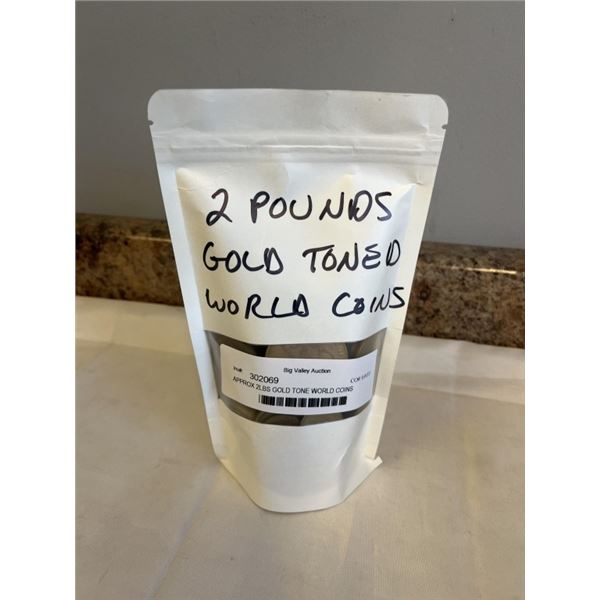 2 POUNDS
GOLD TONED
WORLD COINS
Big Valley Auction
302069
APPROX 2LBS GOLD TONE WORLD COINS